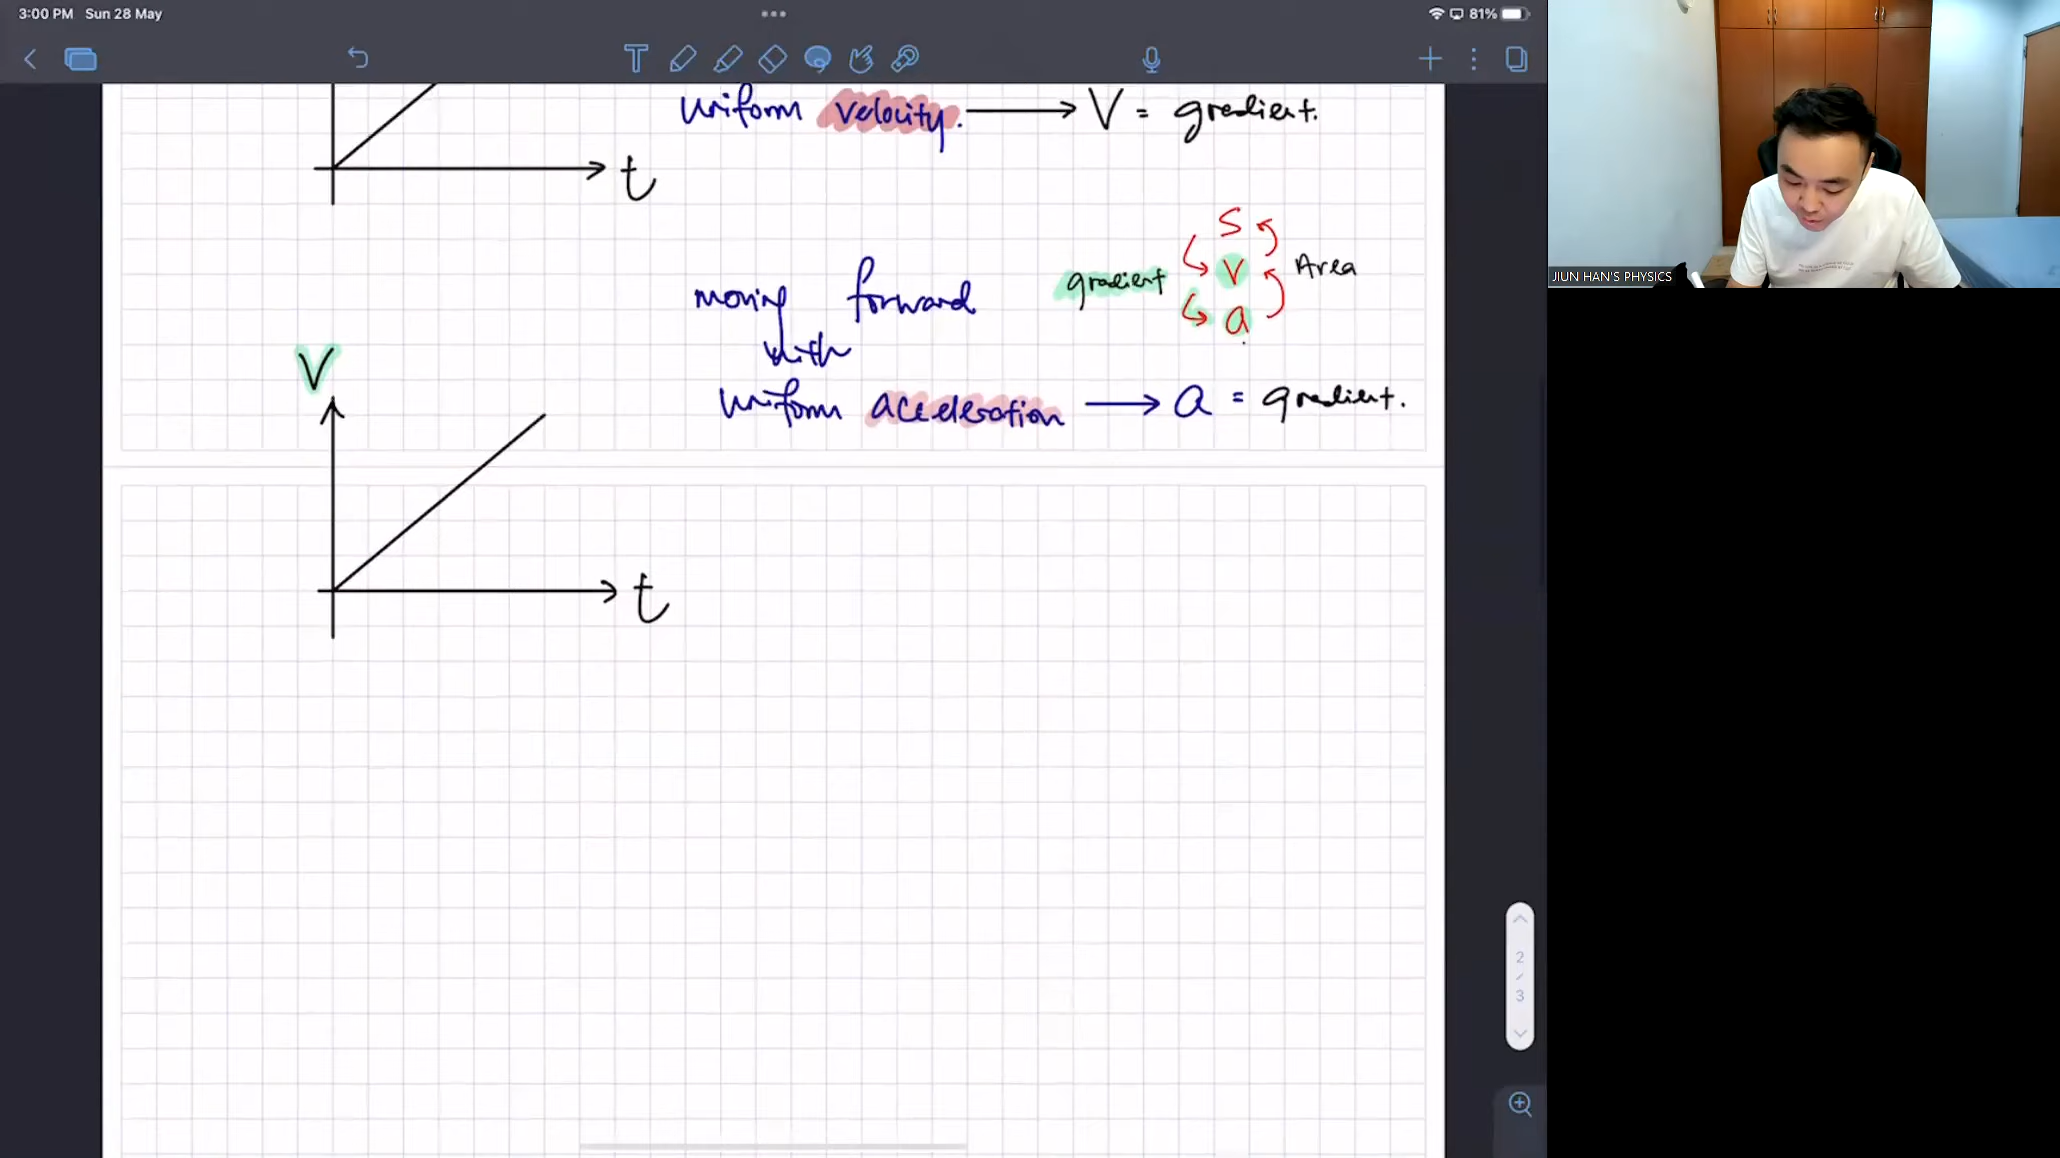 3:00 PM Sun 28 May
81%
uniform velocity. → V = gradient.
t
S
gradient V Area
a
moving forward
with
uniform acceleration → a = gradient.
V
t
JIUN HAN'S PHYSICS
2
/
3